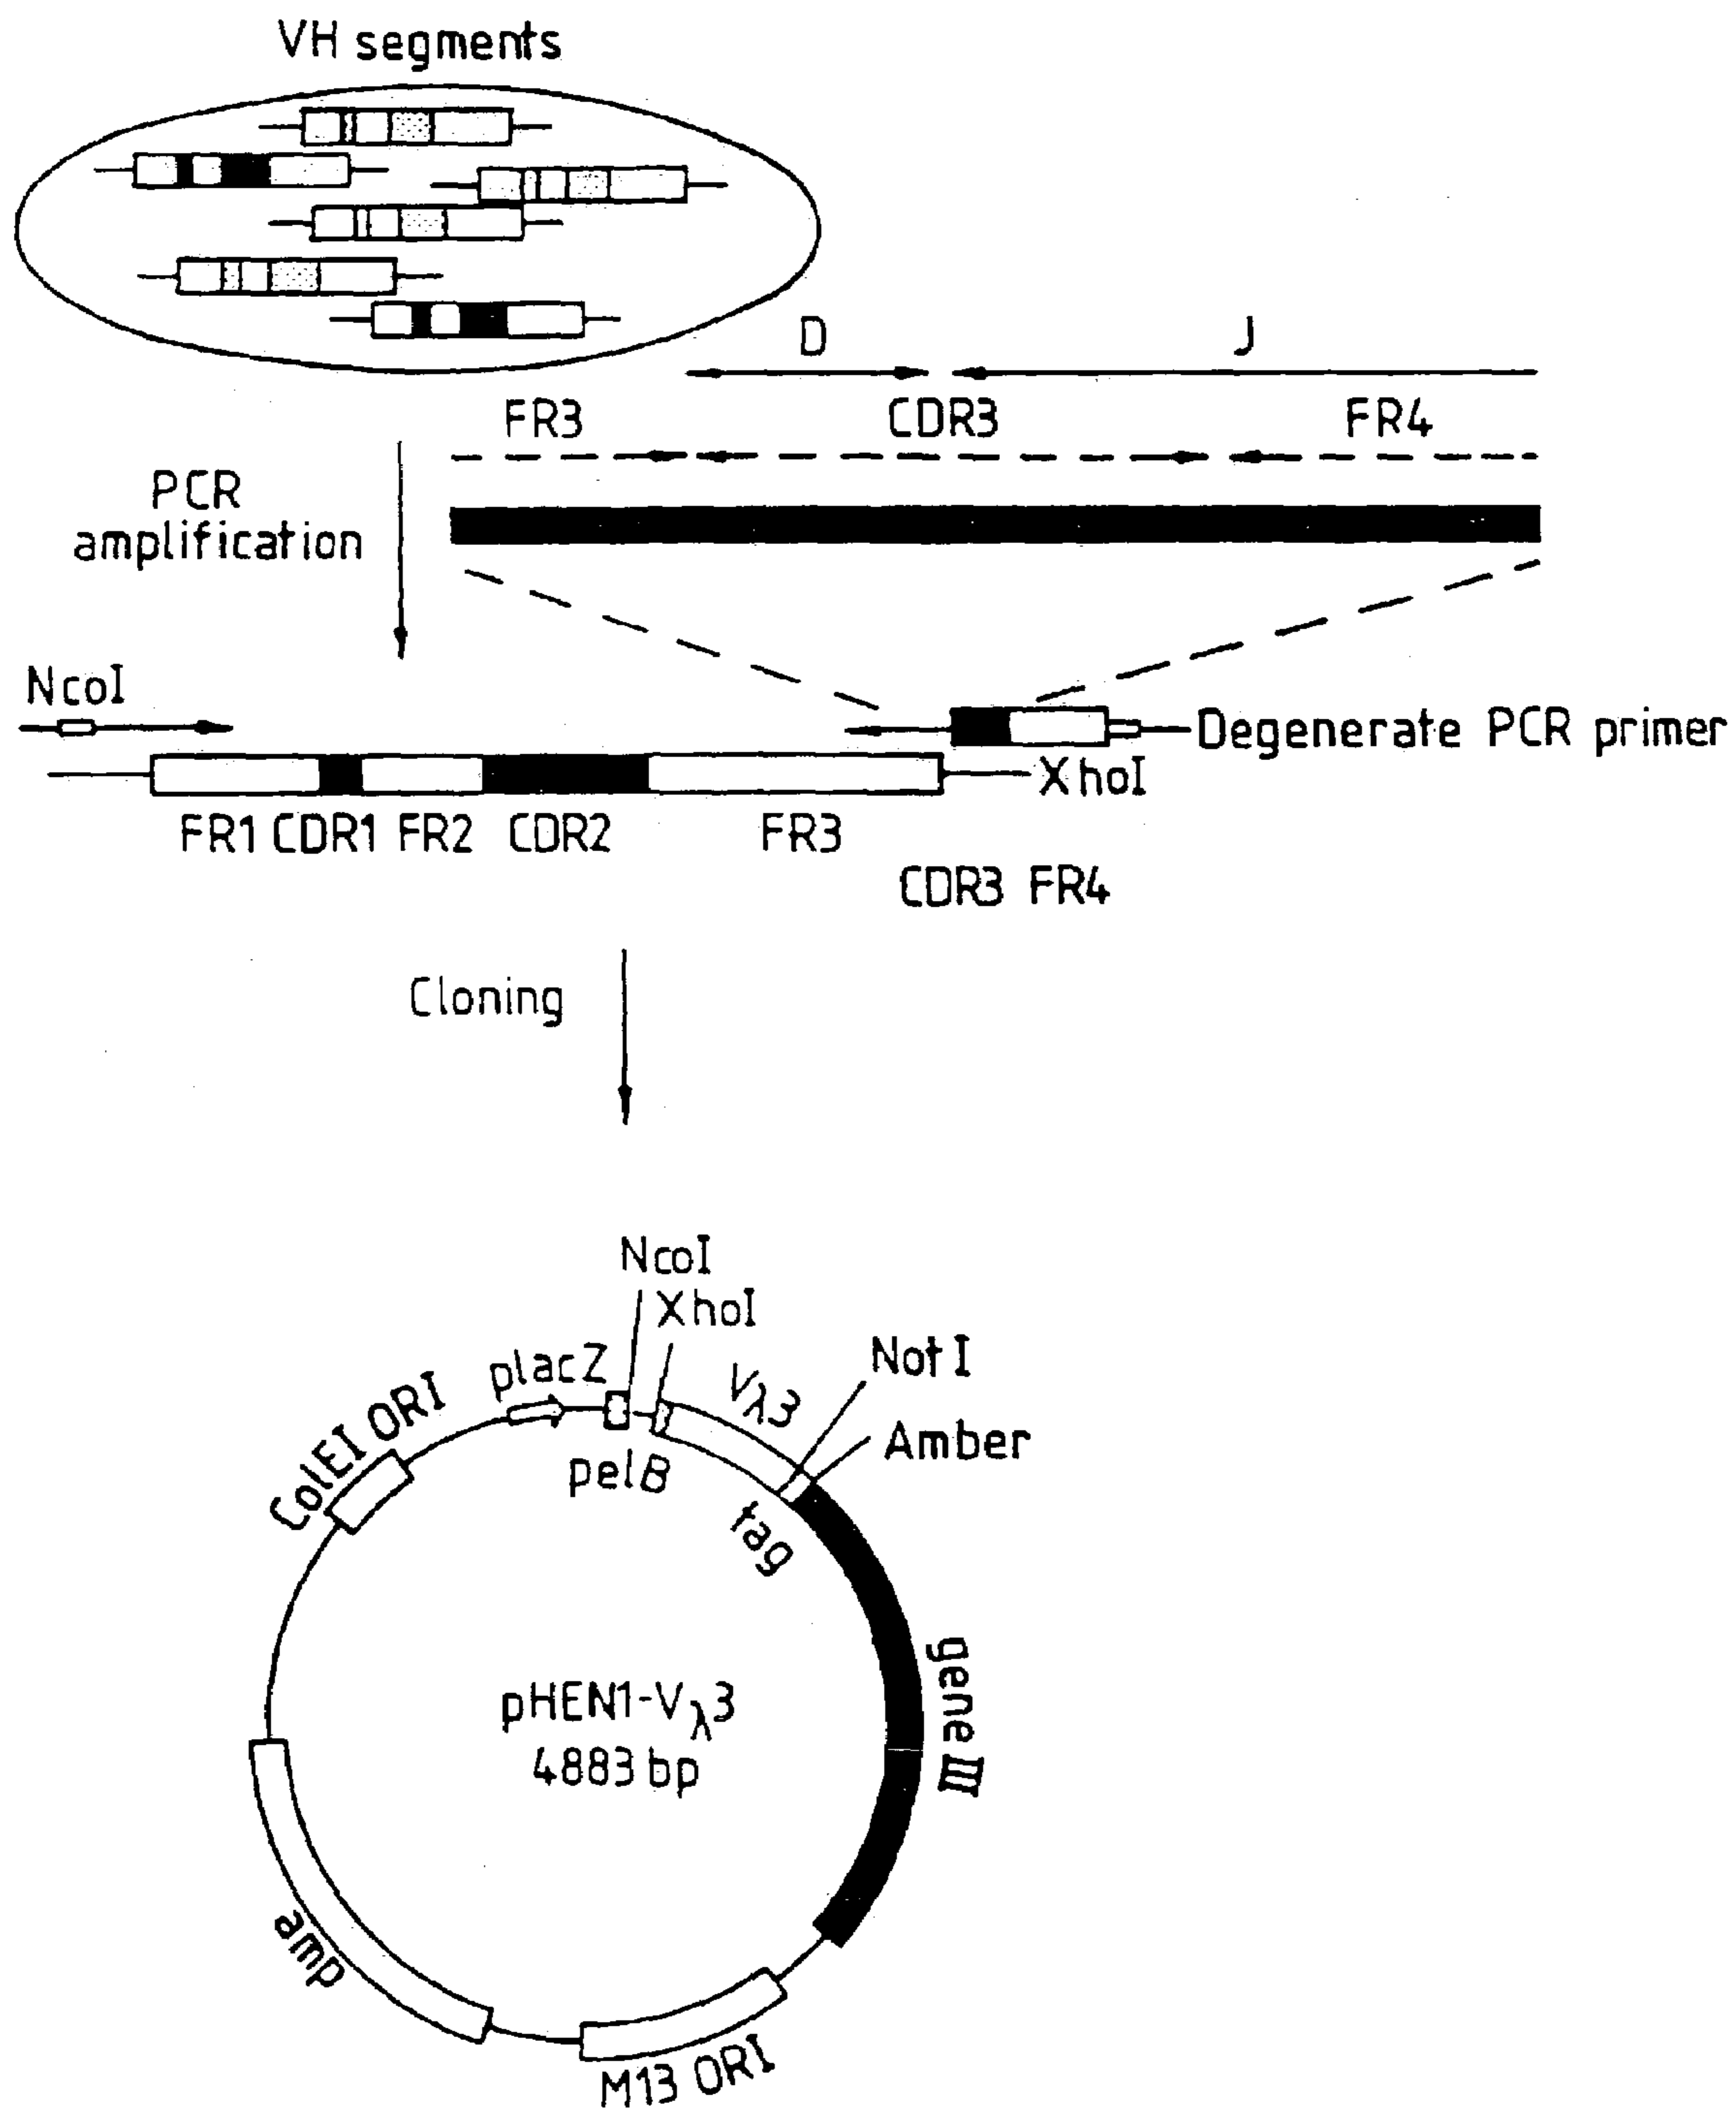 VH segments
D
J
FR3
CDR3
FR4
PCR
amplification
NcoI
Degenerate PCR primer
XhoI
FR1 CDR1 FR2 CDR2 FR3
CDR3 FR4
Cloning
NcoI
XhoI
NotI
placZ
Vλ3
ColEI ORI
Amber
pelB
tag
gene III
pHEN1-Vλ3
4883 bp
amp
M13 ORI